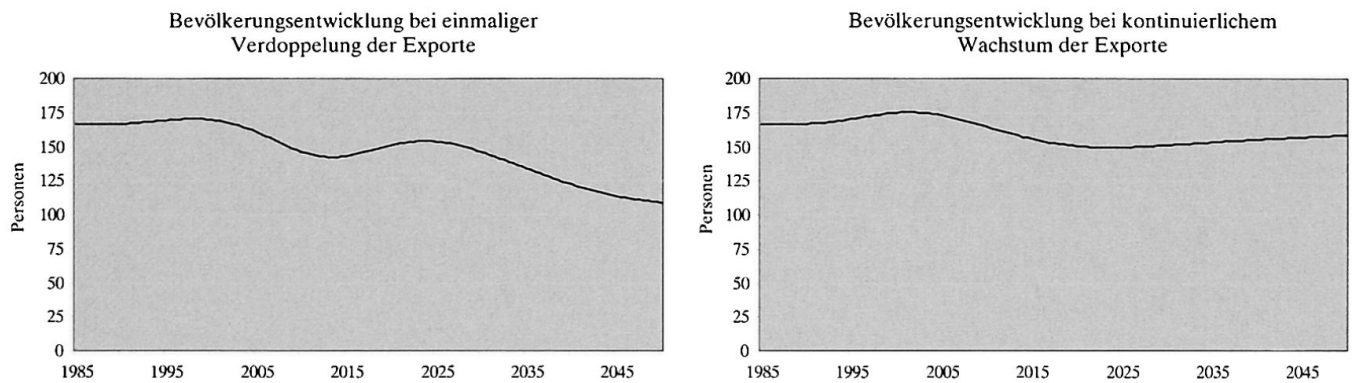 Bevölkerungsentwicklung bei einmaliger
Verdoppelung der Exporte
Personen
200
175
150
125
100
75
50
25
0
1985 1995 2005 2015 2025 2035 2045
Bevölkerungsentwicklung bei kontinuierlichem
Wachstum der Exporte
Personen
200
175
150
125
100
75
50
25
0
1985 1995 2005 2015 2025 2035 2045